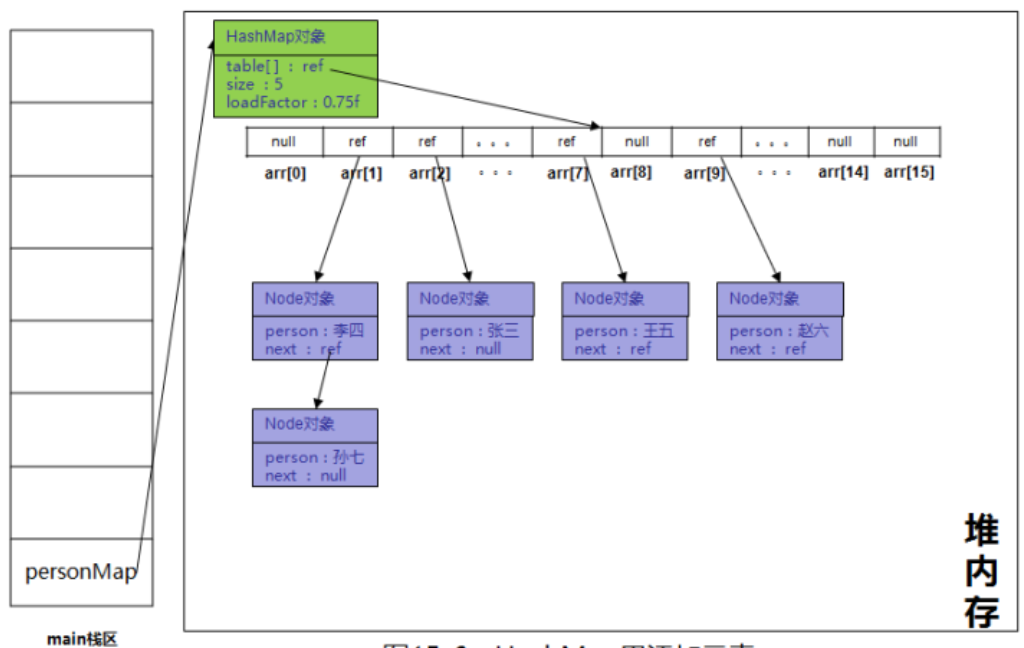 HashMap对象
table[] : ref
size : 5
loadFactor : 0.75f
null ref ref 。。。 ref null ref 。。。 null null
arr[0] arr[1] arr[2] 。。。 arr[7] arr[8] arr[9] 。。。 arr[14] arr[15]
Node对象 Node对象 Node对象 Node对象
person : 李四 person : 张三 person : 王五 person : 赵六
next : ref next : null next : ref next : ref
Node对象
person : 孙七
next : null
堆
内
存
personMap
main栈区